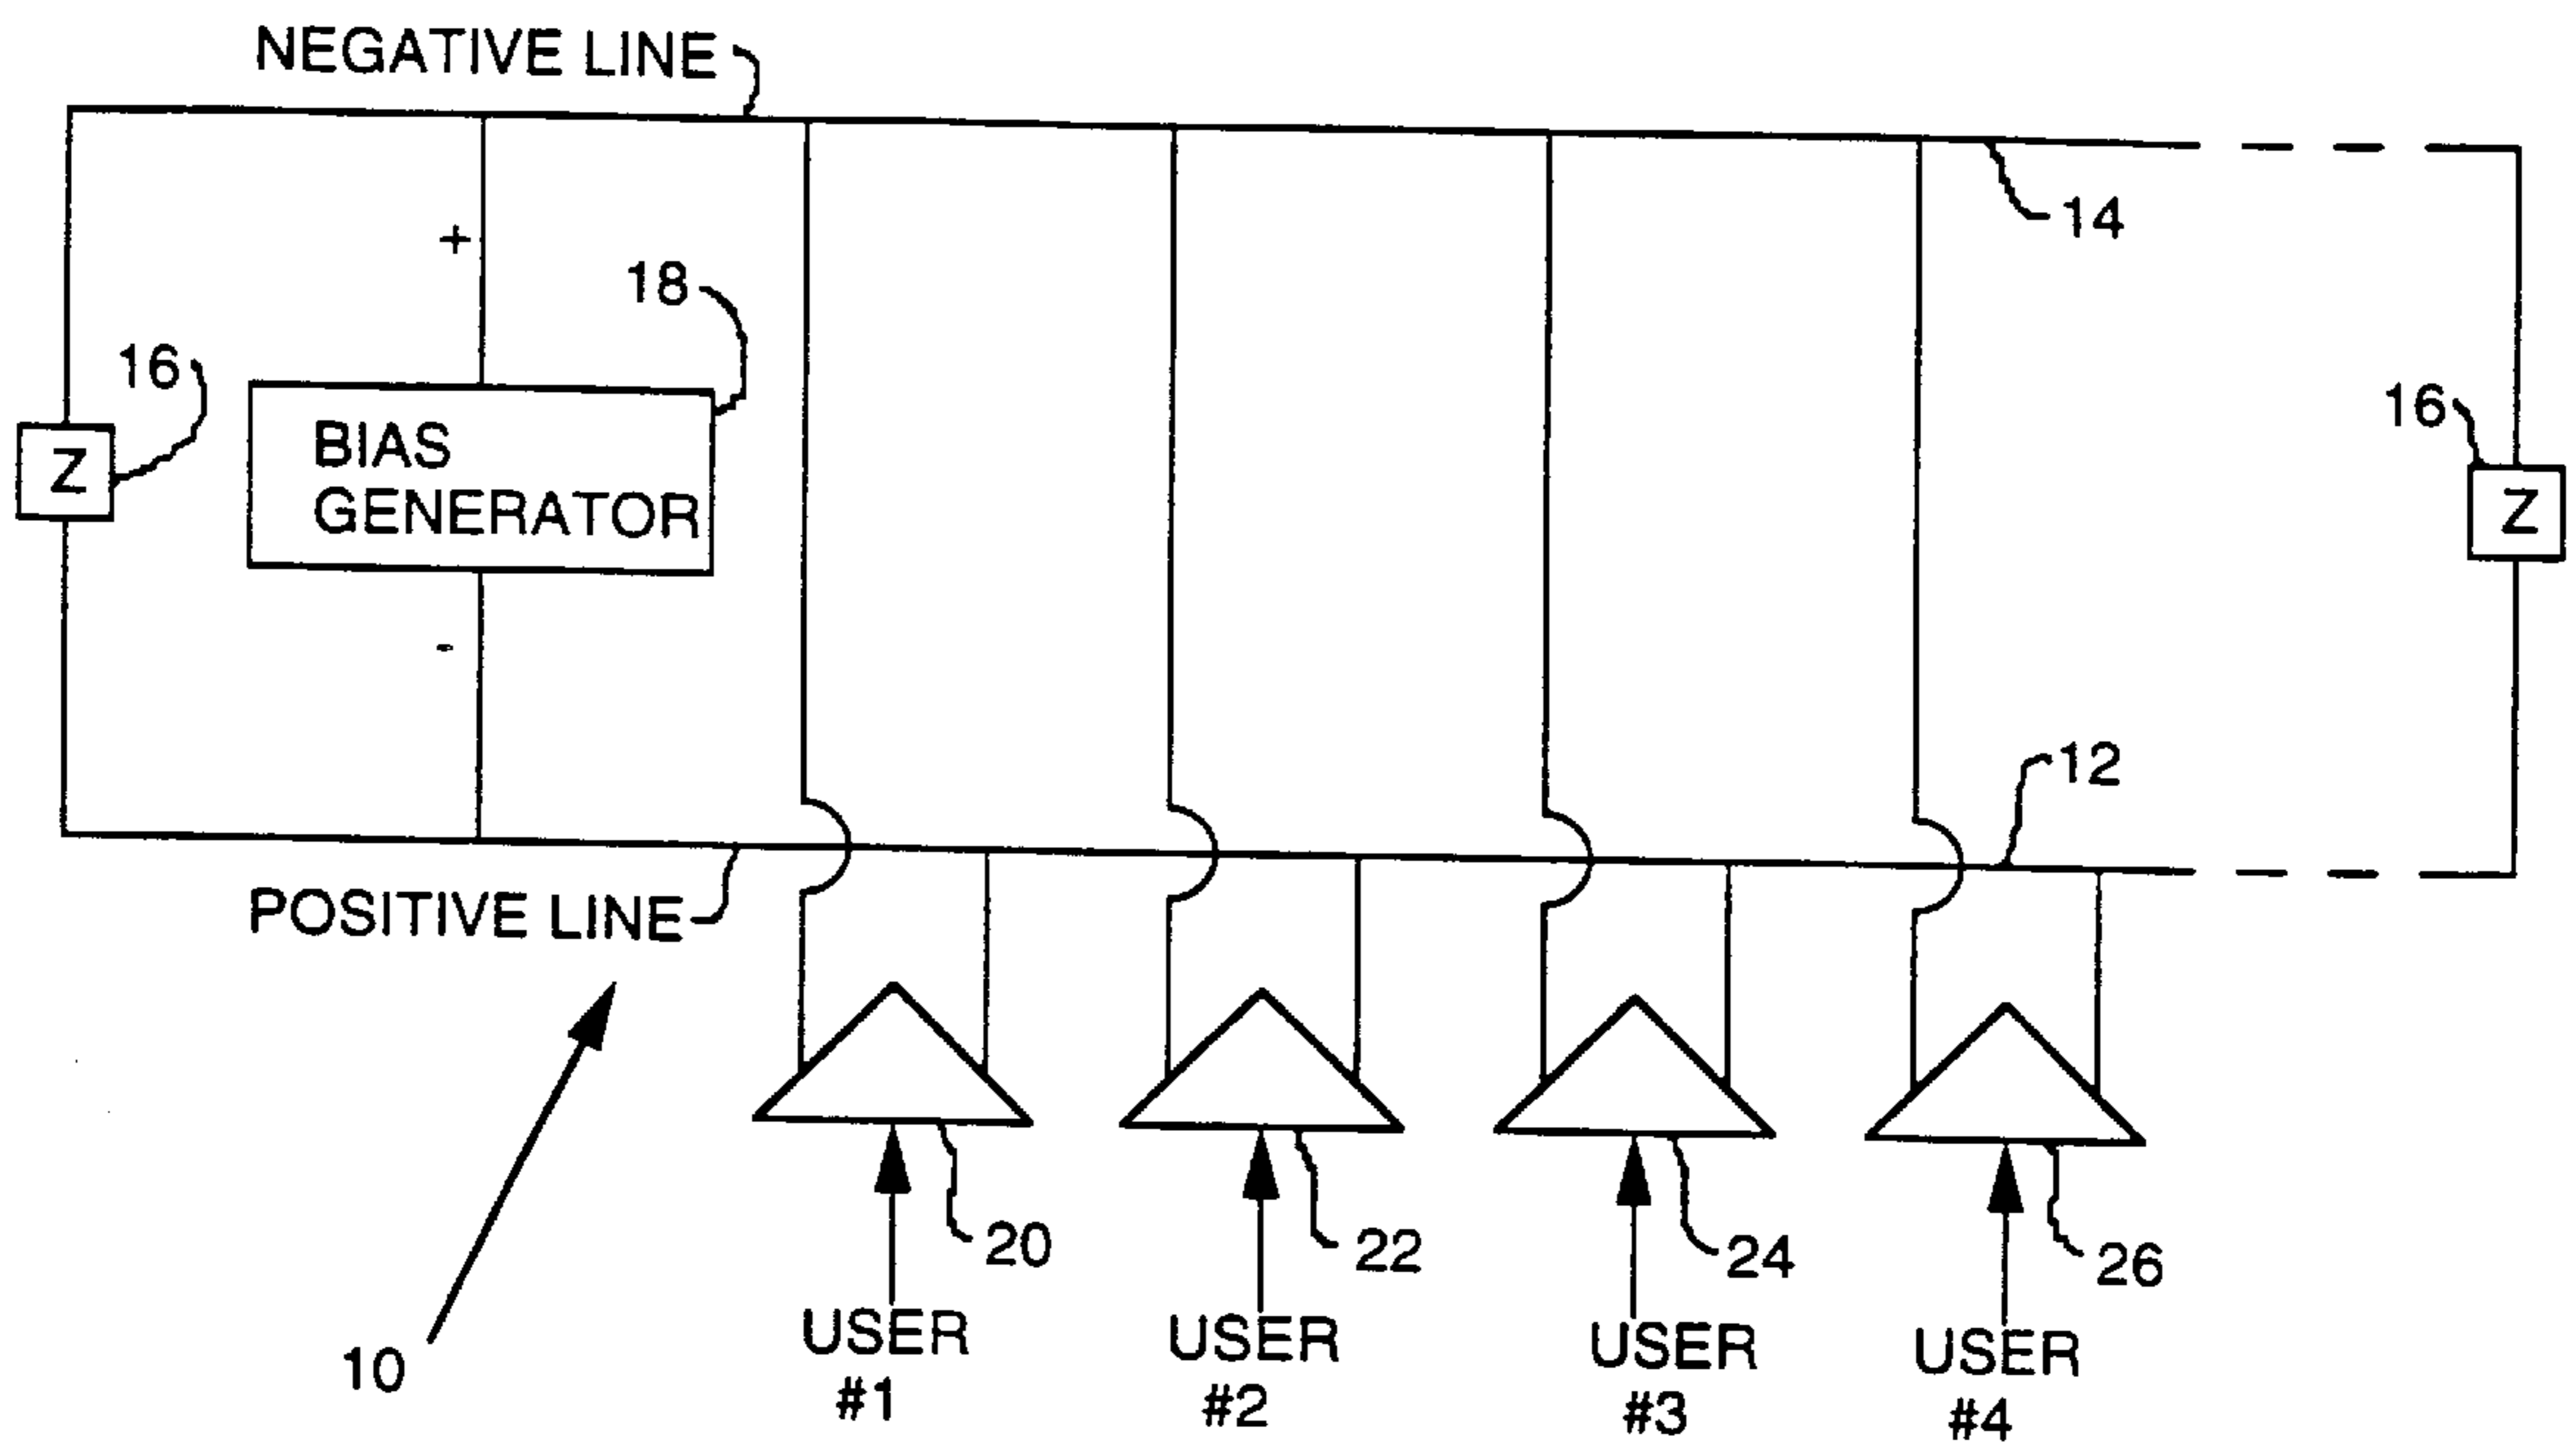 NEGATIVE LINE
14
+
18
16
16
BIAS
GENERATOR
Z
Z
-
12
POSITIVE LINE
20
22
24
26
10
USER
#1
USER
#2
USER
#3
USER
#4